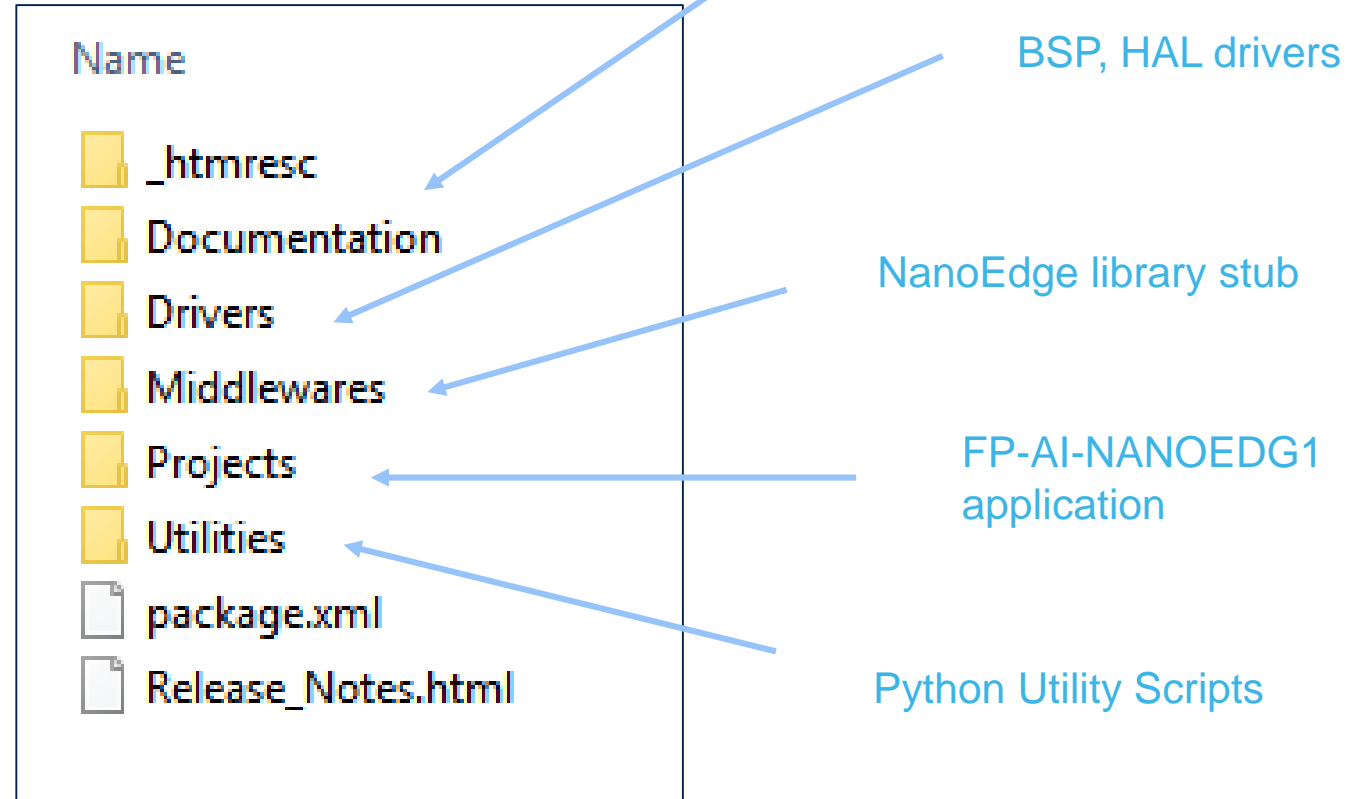 Name
_htmresc
Documentation
Drivers
Middlewares
Projects
Utilities
package.xml
Release_Notes.html
BSP, HAL drivers
NanoEdge library stub
FP-AI-NANOEDG1
application
Python Utility Scripts